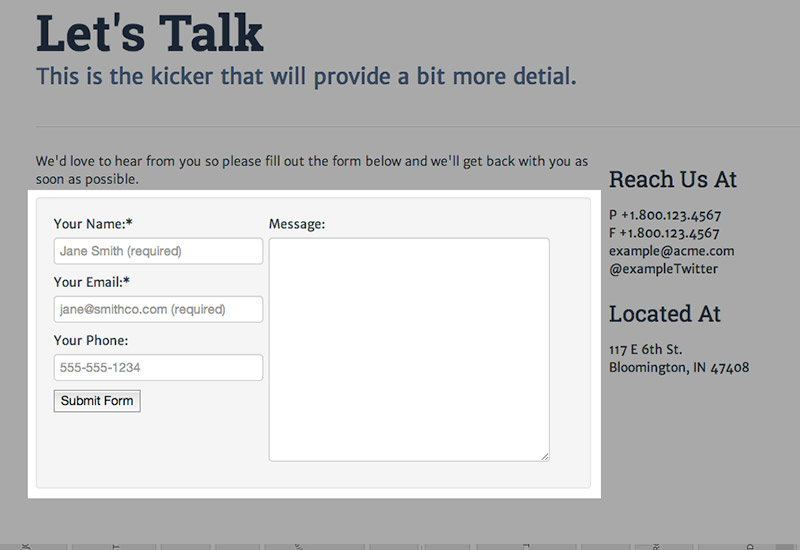 Let's Talk
This is the kicker that will provide a bit more detial.
We'd love to hear from you so please fill out the form below and we'll get back with you as
soon as possible.
Your Name:*
Jane Smith (required)
Your Email:*
jane@smithco.com (required)
Your Phone:
555-555-1234
Submit Form
Message:
Reach Us At
P +1.800.123.4567
F +1.800.123.4567
example@acme.com
@exampleTwitter
Located At
117 E 6th St.
Bloomington, IN 47408